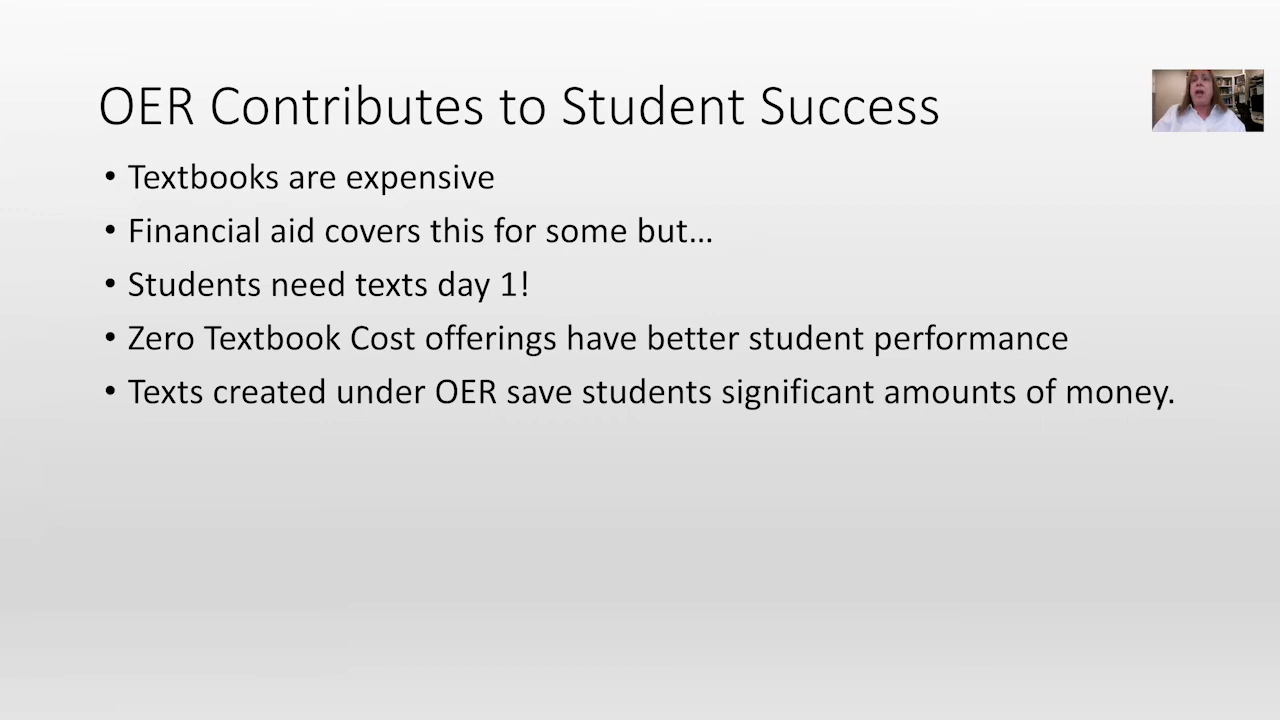 OER Contributes to Student Success
• Textbooks are expensive
• Financial aid covers this for some but…
• Students need texts day 1!
• Zero Textbook Cost offerings have better student performance
• Texts created under OER save students significant amounts of money.